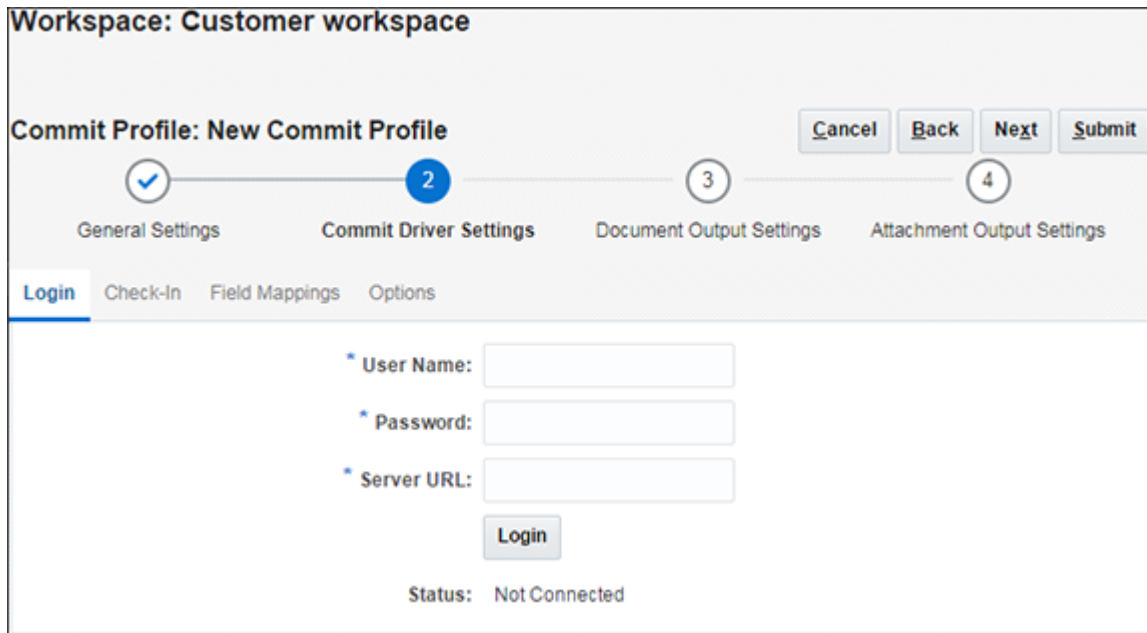 Workspace: Customer workspace
Commit Profile: New Commit Profile
Cancel Back Next Submit
2 3 4
General Settings Commit Driver Settings Document Output Settings Attachment Output Settings
Login Check-In Field Mappings Options
* User Name:
* Password:
* Server URL:
Login
Status: Not Connected